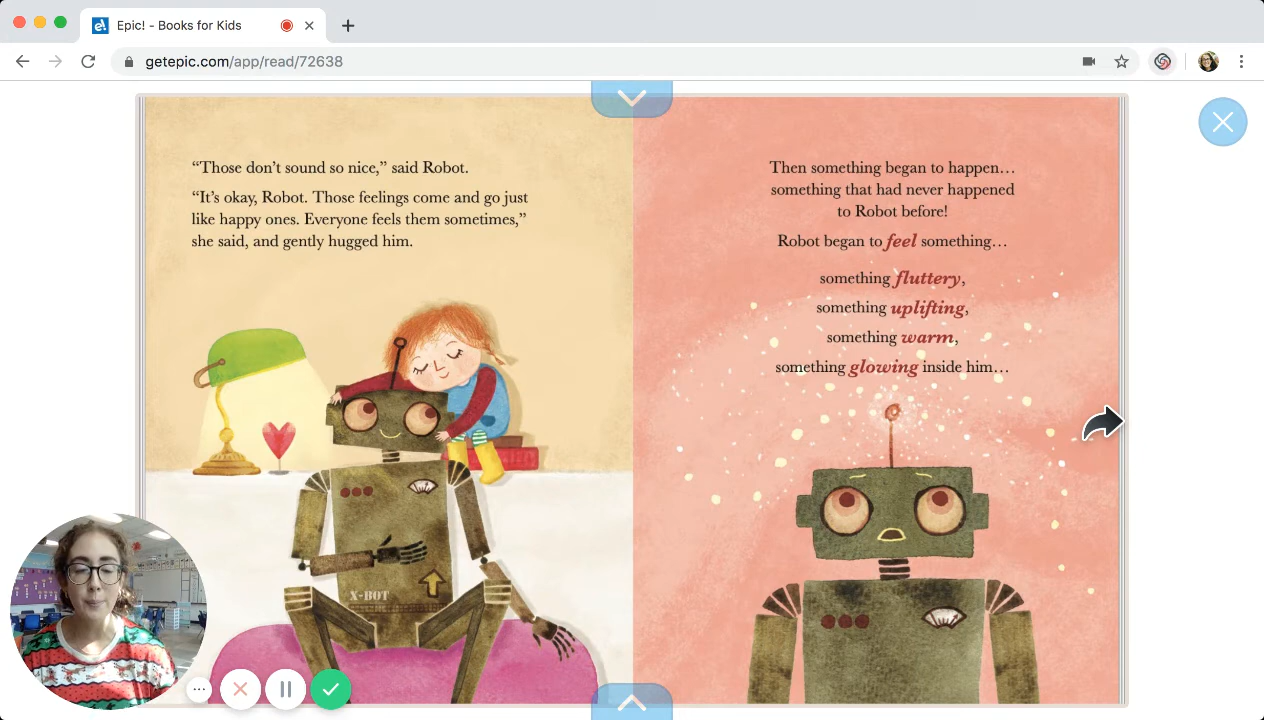 Epic! - Books for Kids
getepic.com/app/read/72638
“Those don’t sound so nice,” said Robot.
“It’s okay, Robot. Those feelings come and go just
like happy ones. Everyone feels them sometimes,”
she said, and gently hugged him.
X-BOT
Then something began to happen…
something that had never happened
to Robot before!
Robot began to feel something…
something fluttery,
something uplifting,
something warm,
something glowing inside him…